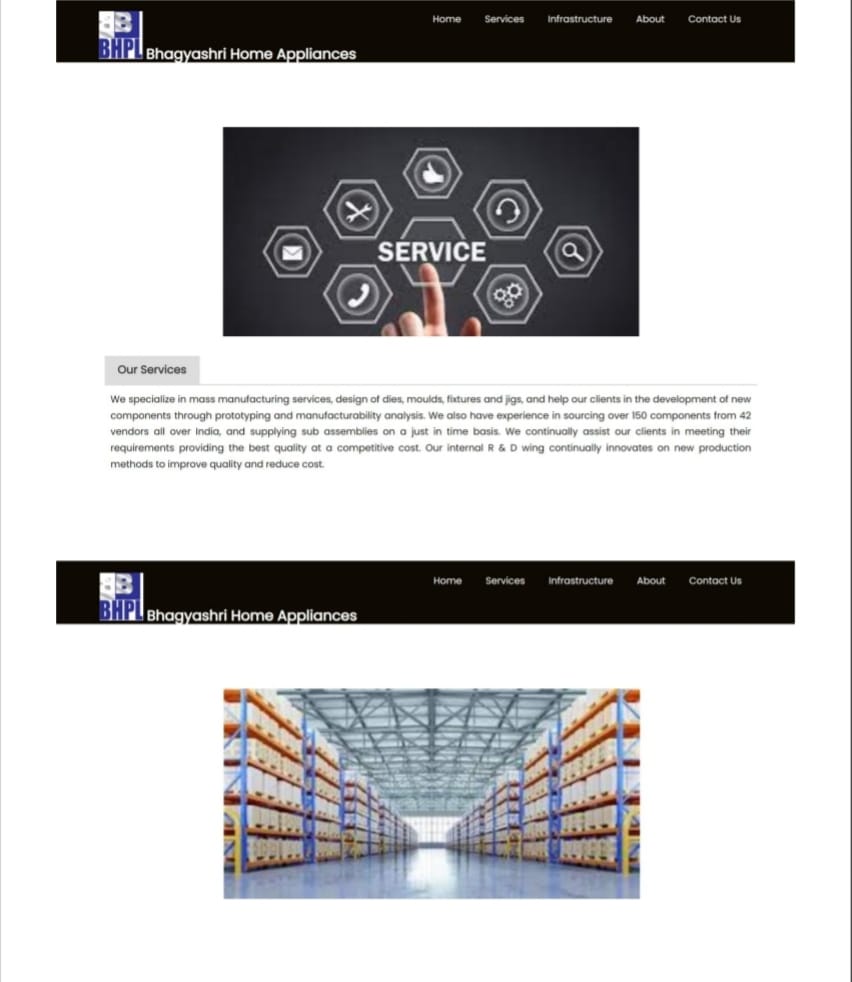 Home Services Infrastructure About Contact Us
BHPL Bhagyashri Home Appliances
SERVICE
Our Services
We specialize in mass manufacturing services, design of dies, moulds, fixtures and jigs, and help our clients in the development of new
components through prototyping and manufacturability analysis. We also have experience in sourcing over 150 components from 42
vendors all over India, and supplying sub assemblies on a just in time basis. We continually assist our clients in meeting their
requirements providing the best quality at a competitive cost. Our internal R & D wing continually innovates on new production
methods to improve quality and reduce cost.
Home Services Infrastructure About Contact Us
BHPL Bhagyashri Home Appliances